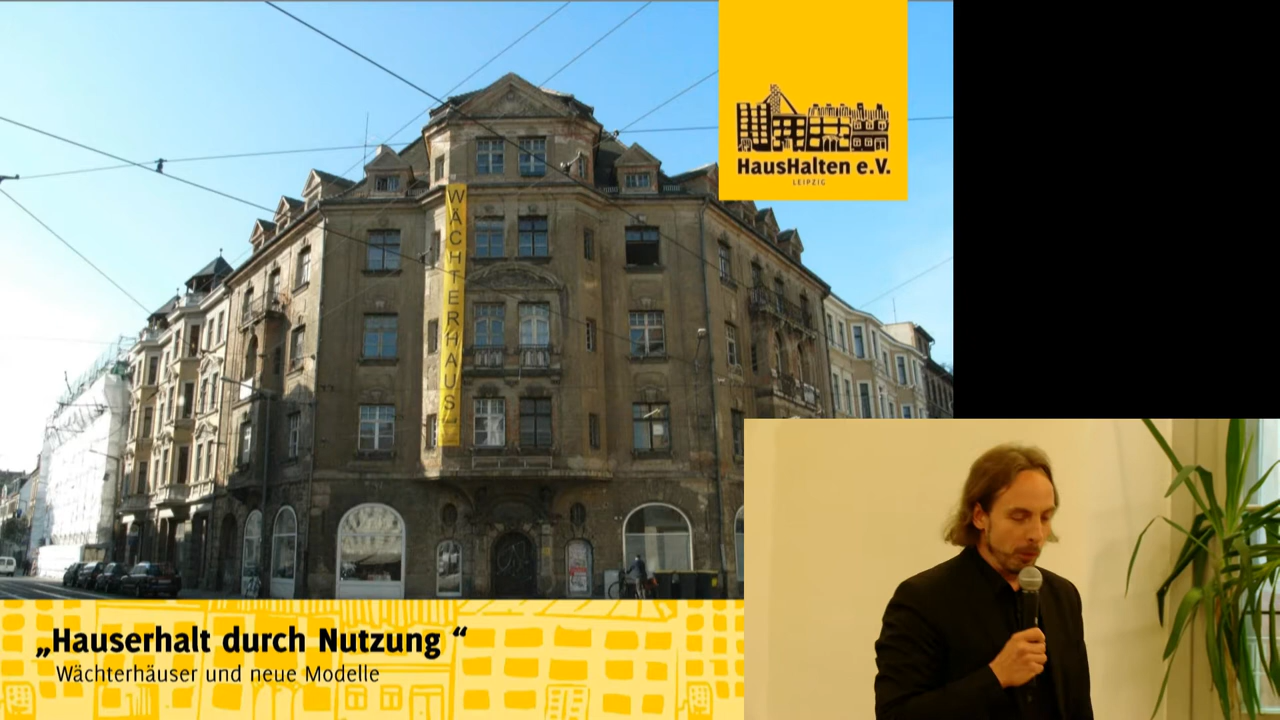 WÄCHTERHAUS
HausHalten e.V.
LEIPZIG
„Hauserhalt durch Nutzung “
Wächterhäuser und neue Modelle